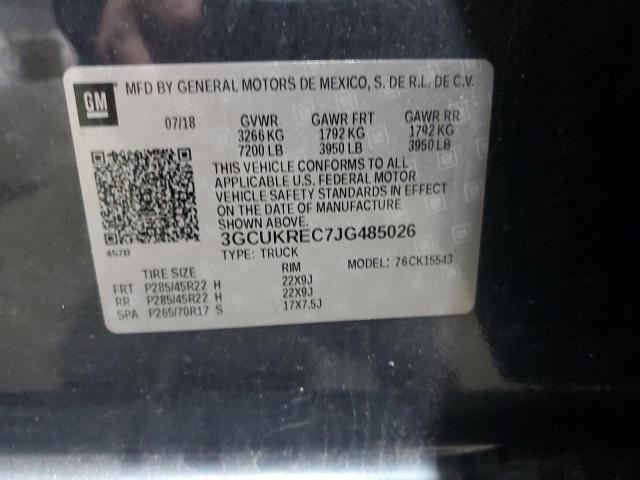 GM
MFD BY GENERAL MOTORS DE MEXICO, S. DE R.L. DE C.V.
07/18 GVWR GAWR FRT GAWR RR
3266 KG 1792 KG 1792 KG
7200 LB 3950 LB 3950 LB
THIS VEHICLE CONFORMS TO ALL
APPLICABLE U.S. FEDERAL MOTOR
VEHICLE SAFETY STANDARDS IN EFFECT
ON THE DATE OF MANUFACTURE
SHOWN ABOVE.
3GCUKREC7JG485026
457B
TYPE: TRUCK
MODEL: 76CK15543
TIRE SIZE RIM
FRT P285/45R22 H 22X9J
RR P285/45R22 H 22X9J
SPA P265/70R17 S 17X7.5J